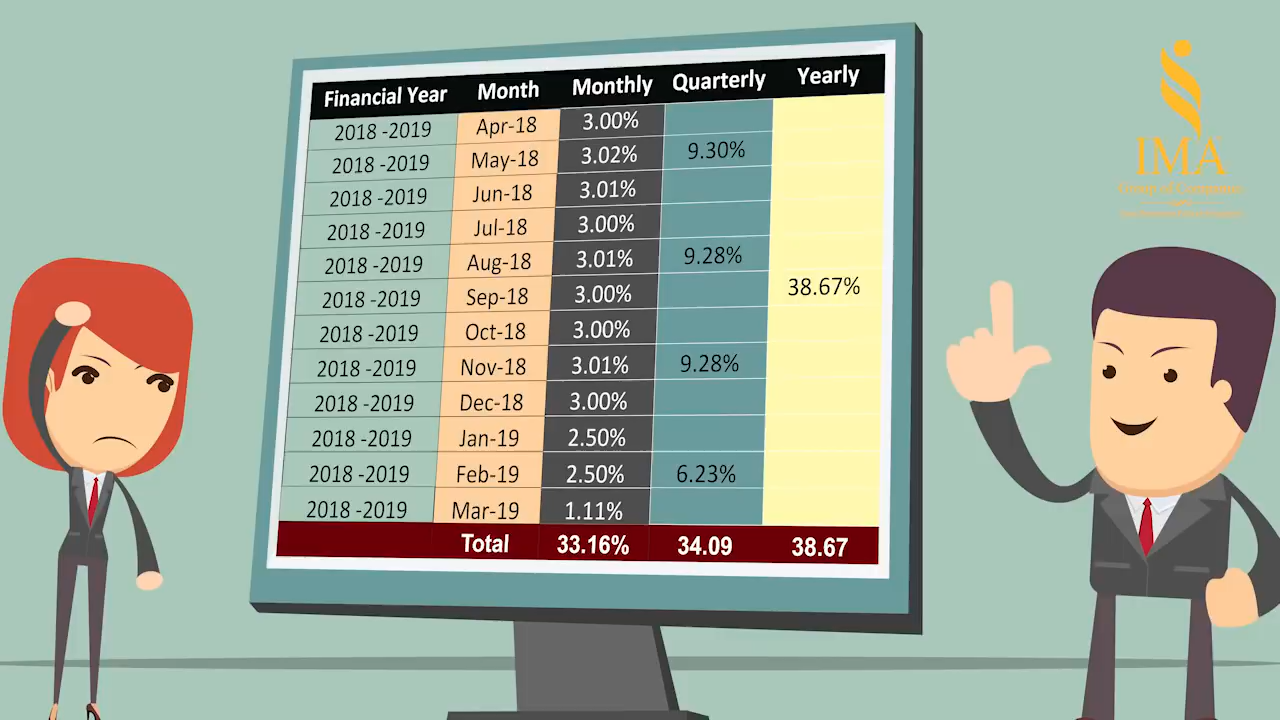 Financial Year Month Monthly Quarterly Yearly
2018 -2019 Apr-18 3.00%
2018 -2019 May-18 3.02% 9.30%
2018 -2019 Jun-18 3.01%
2018 -2019 Jul-18 3.00%
2018 -2019 Aug-18 3.01% 9.28%
2018 -2019 Sep-18 3.00% 38.67%
2018 -2019 Oct-18 3.00%
2018 -2019 Nov-18 3.01% 9.28%
2018 -2019 Dec-18 3.00%
2018 -2019 Jan-19 2.50%
2018 -2019 Feb-19 2.50% 6.23%
2018 -2019 Mar-19 1.11%
Total 33.16% 34.09 38.67
IMA
Group of Companies